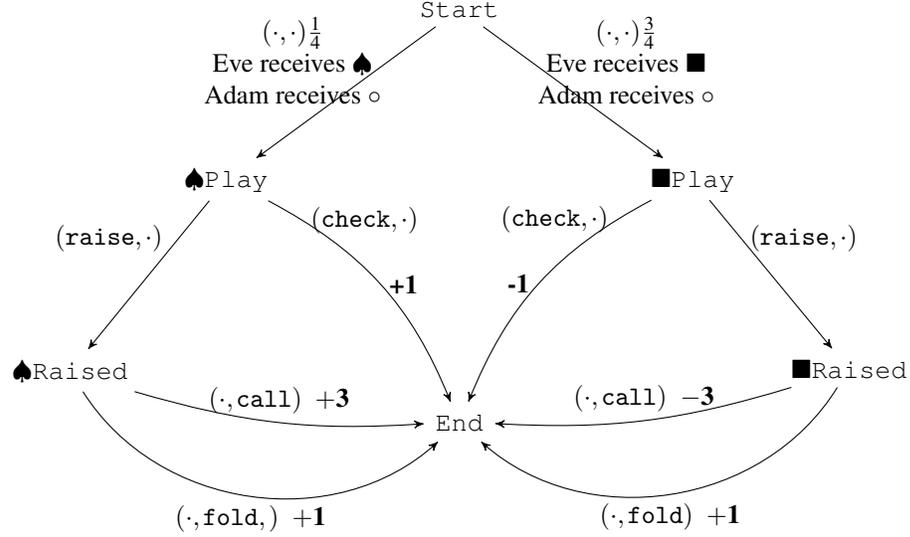 Start
(·,·)1/4
Eve receives ♠
Adam receives ○
(·,·)3/4
Eve receives ■
Adam receives ○
♠Play
■Play
(raise,·)
(check,·)
(check,·)
(raise,·)
+1
-1
♠Raised
■Raised
(·,call) +3
(·,call) −3
End
(·,fold,) +1
(·,fold) +1